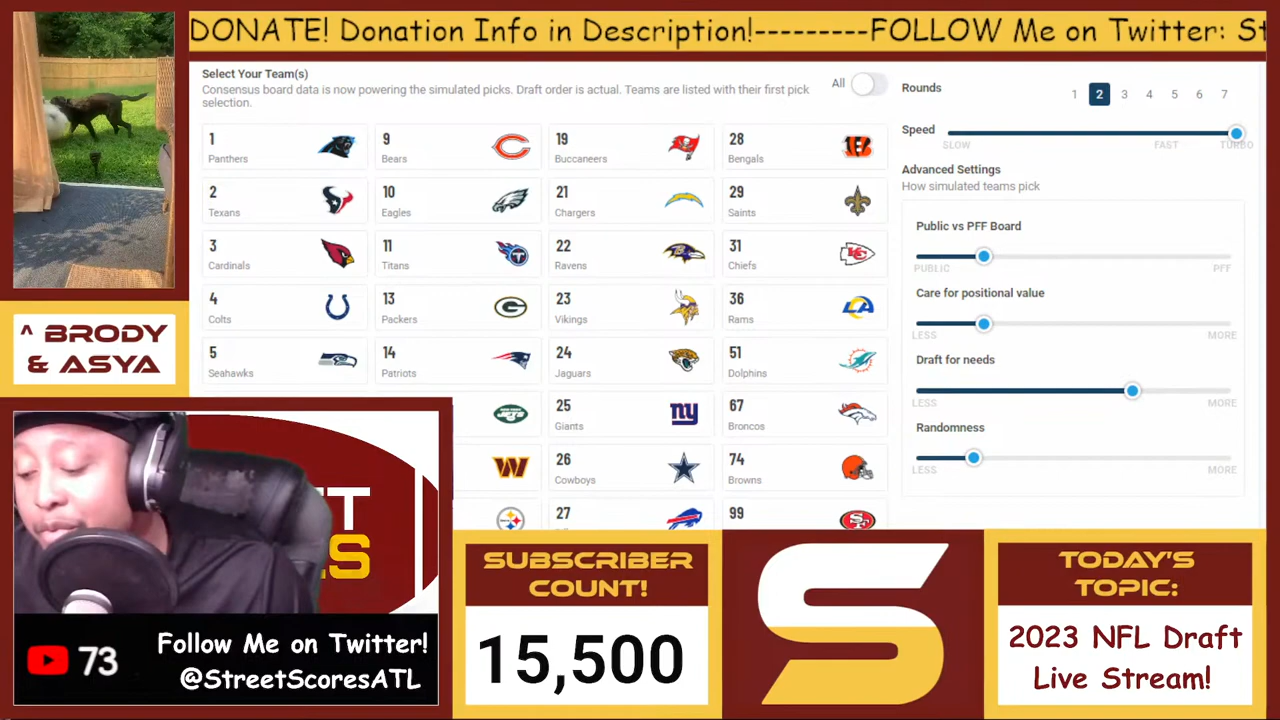 DONATE! Donation Info in Description!---------FOLLOW Me on Twitter: St
Select Your Team(s)
Consensus board data is now powering the simulated picks. Draft order is actual. Teams are listed with their first pick
selection.
All
1
Panthers
9
Bears
19
Buccaneers
28
Bengals
2
Texans
10
Eagles
21
Chargers
29
Saints
3
Cardinals
11
Titans
22
Ravens
31
Chiefs
4
Colts
13
Packers
23
Vikings
36
Rams
5
Seahawks
14
Patriots
24
Jaguars
51
Dolphins
25
Giants
67
Broncos
26
Cowboys
74
Browns
27
99
Rounds
1 2 3 4 5 6 7
Speed
SLOW FAST TURBO
Advanced Settings
How simulated teams pick
Public vs PFF Board
PUBLIC PFF
Care for positional value
LESS MORE
Draft for needs
LESS MORE
Randomness
LESS MORE
^ BRODY
& ASYA
73
Follow Me on Twitter!
@StreetScoresATL
SUBSCRIBER
COUNT!
15,500
TODAY'S
TOPIC:
2023 NFL Draft
Live Stream!